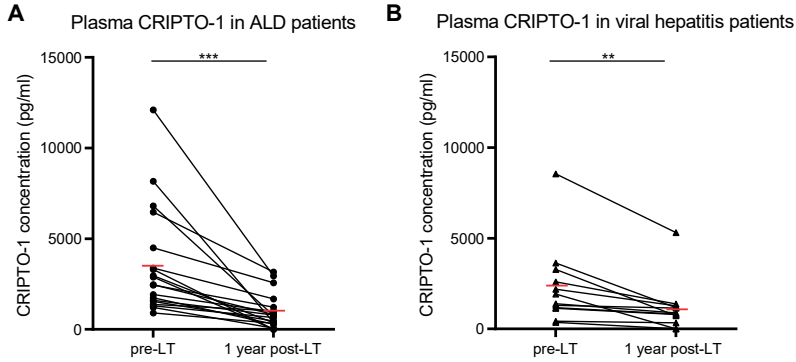 A
Plasma CRIPTO-1 in ALD patients
CRIPTO-1 concentration (pg/ml)
15000
10000
5000
0
***
pre-LT
1 year post-LT
B
Plasma CRIPTO-1 in viral hepatitis patients
CRIPTO-1 concentration (pg/ml)
15000
10000
5000
0
**
pre-LT
1 year post-LT